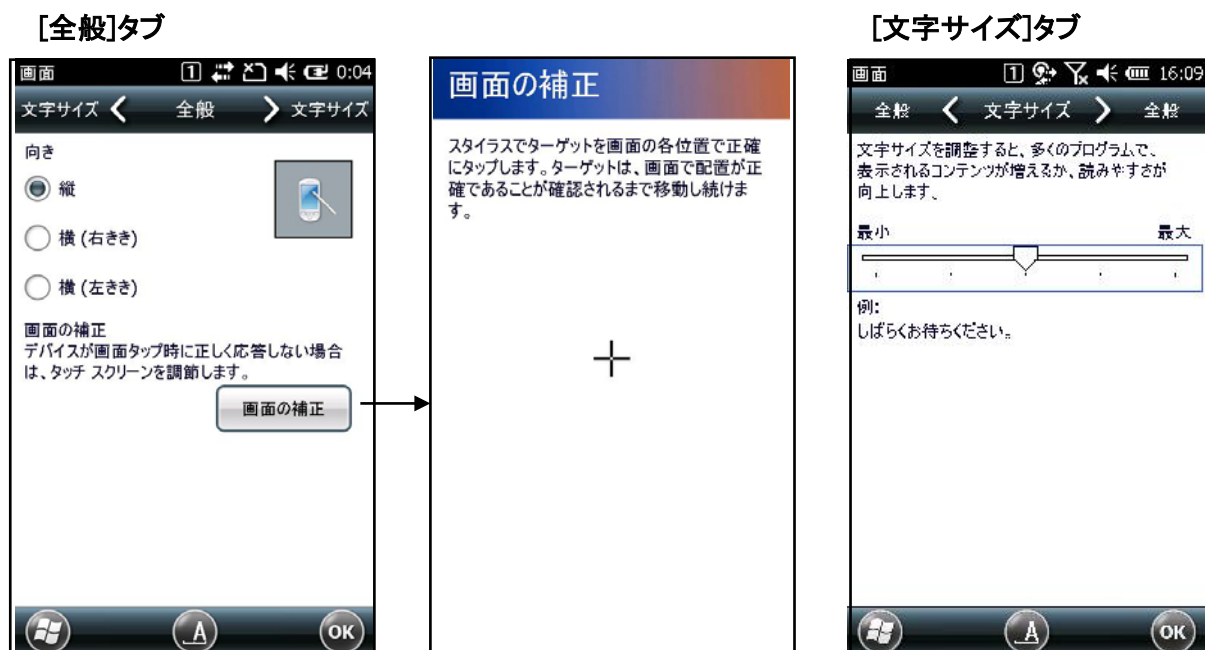 [全般]タブ
画面 1 0:04
文字サイズ 全般 文字サイズ
向き
縦
横 (右きき)
横 (左きき)
画面の補正
デバイスが画面タップ時に正しく応答しない場合
は、タッチ スクリーンを調節します。
画面の補正
A OK
画面の補正
スタイラスでターゲットを画面の各位置で正確
にタップします。ターゲットは、画面で配置が正
確であることが確認されるまで移動し続けま
す。
[文字サイズ]タブ
画面 1 16:09
全般 文字サイズ 全般
文字サイズを調整すると、多くのプログラムで、
表示されるコンテンツが増えるか、読みやすさが
向上します。
最小 最大
例:
しばらくお待ちください。
A OK